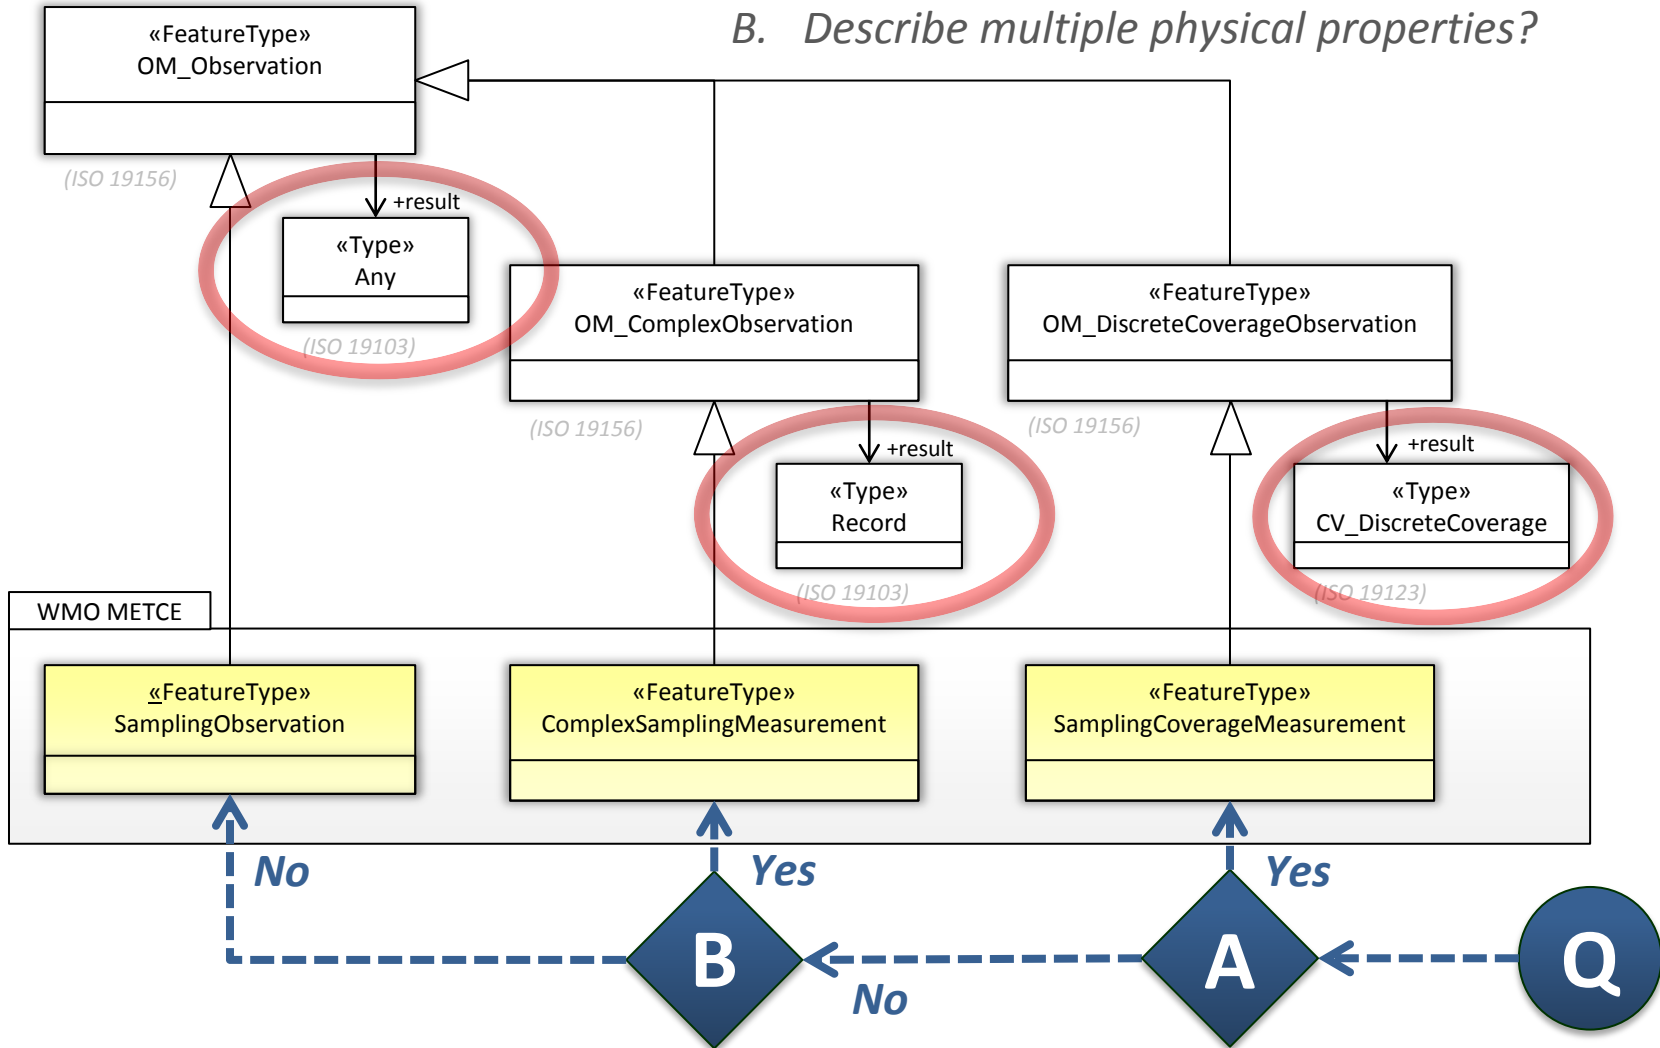 B. Describe multiple physical properties?
«FeatureType»
OM_Observation
(ISO 19156)
+result
«Type»
Any
(ISO 19103)
«FeatureType»
OM_ComplexObservation
(ISO 19156)
+result
«Type»
Record
(ISO 19103)
«FeatureType»
OM_DiscreteCoverageObservation
(ISO 19156)
+result
«Type»
CV_DiscreteCoverage
(ISO 19123)
WMO METCE
«FeatureType»
SamplingObservation
«FeatureType»
ComplexSamplingMeasurement
«FeatureType»
SamplingCoverageMeasurement
No
Yes
Yes
B
A
Q
No